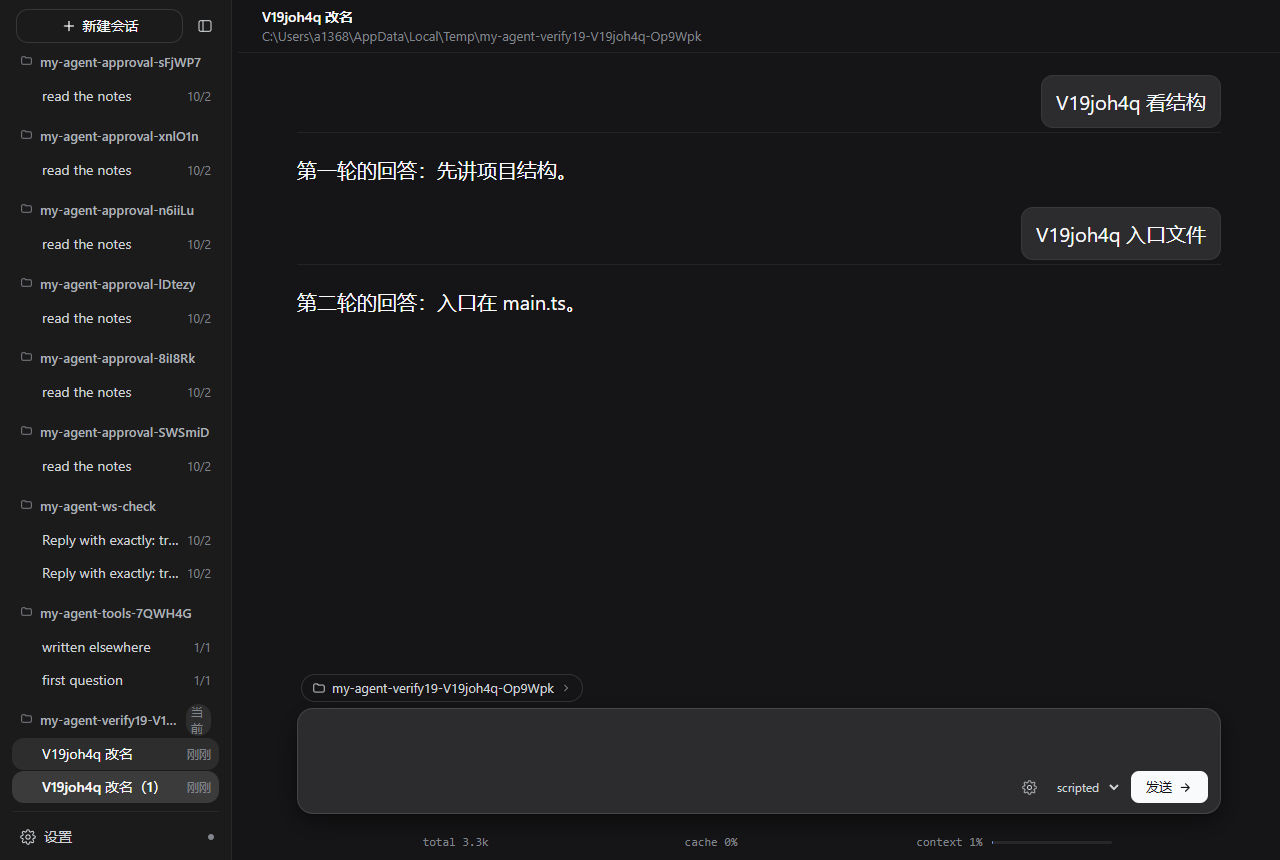 新建会话
my-agent-approval-sFjWP7
read the notes 10/2
my-agent-approval-xnlO1n
read the notes 10/2
my-agent-approval-n6iiLu
read the notes 10/2
my-agent-approval-lDtezy
read the notes 10/2
my-agent-approval-8iI8Rk
read the notes 10/2
my-agent-approval-SWSmiD
read the notes 10/2
my-agent-ws-check
Reply with exactly: tr... 10/2
Reply with exactly: tr... 10/2
my-agent-tools-7QWH4G
written elsewhere 1/1
first question 1/1
my-agent-verify19-V1... 当前
V19joh4q 改名 刚刚
V19joh4q 改名（1） 刚刚
设置
V19joh4q 改名
C:\Users\a1368\AppData\Local\Temp\my-agent-verify19-V19joh4q-Op9Wpk
V19joh4q 看结构
第一轮的回答：先讲项目结构。
V19joh4q 入口文件
第二轮的回答：入口在 main.ts。
my-agent-verify19-V19joh4q-Op9Wpk
scripted 发送
total 3.3k cache 0% context 1%